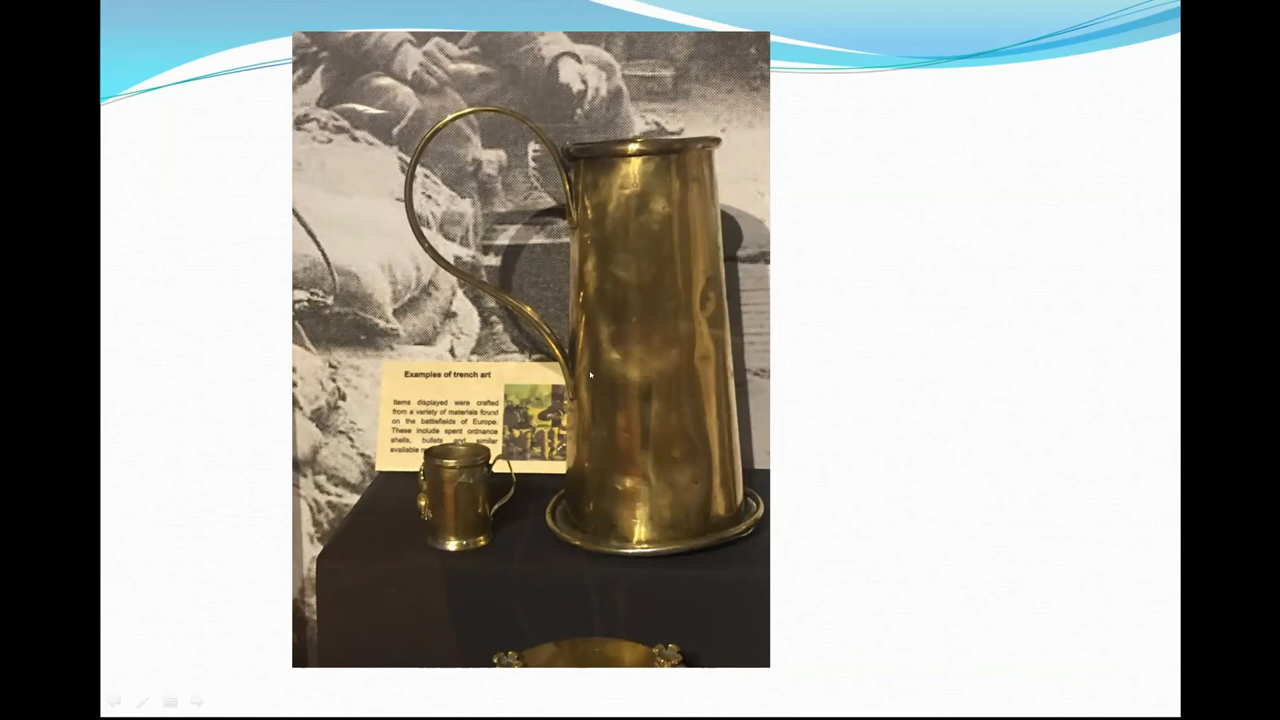 Examples of trench art
Items displayed were crafted
from a variety of materials found
on the battlefields of Europe.
These include spent ordnance
shells, bullets and similar
available